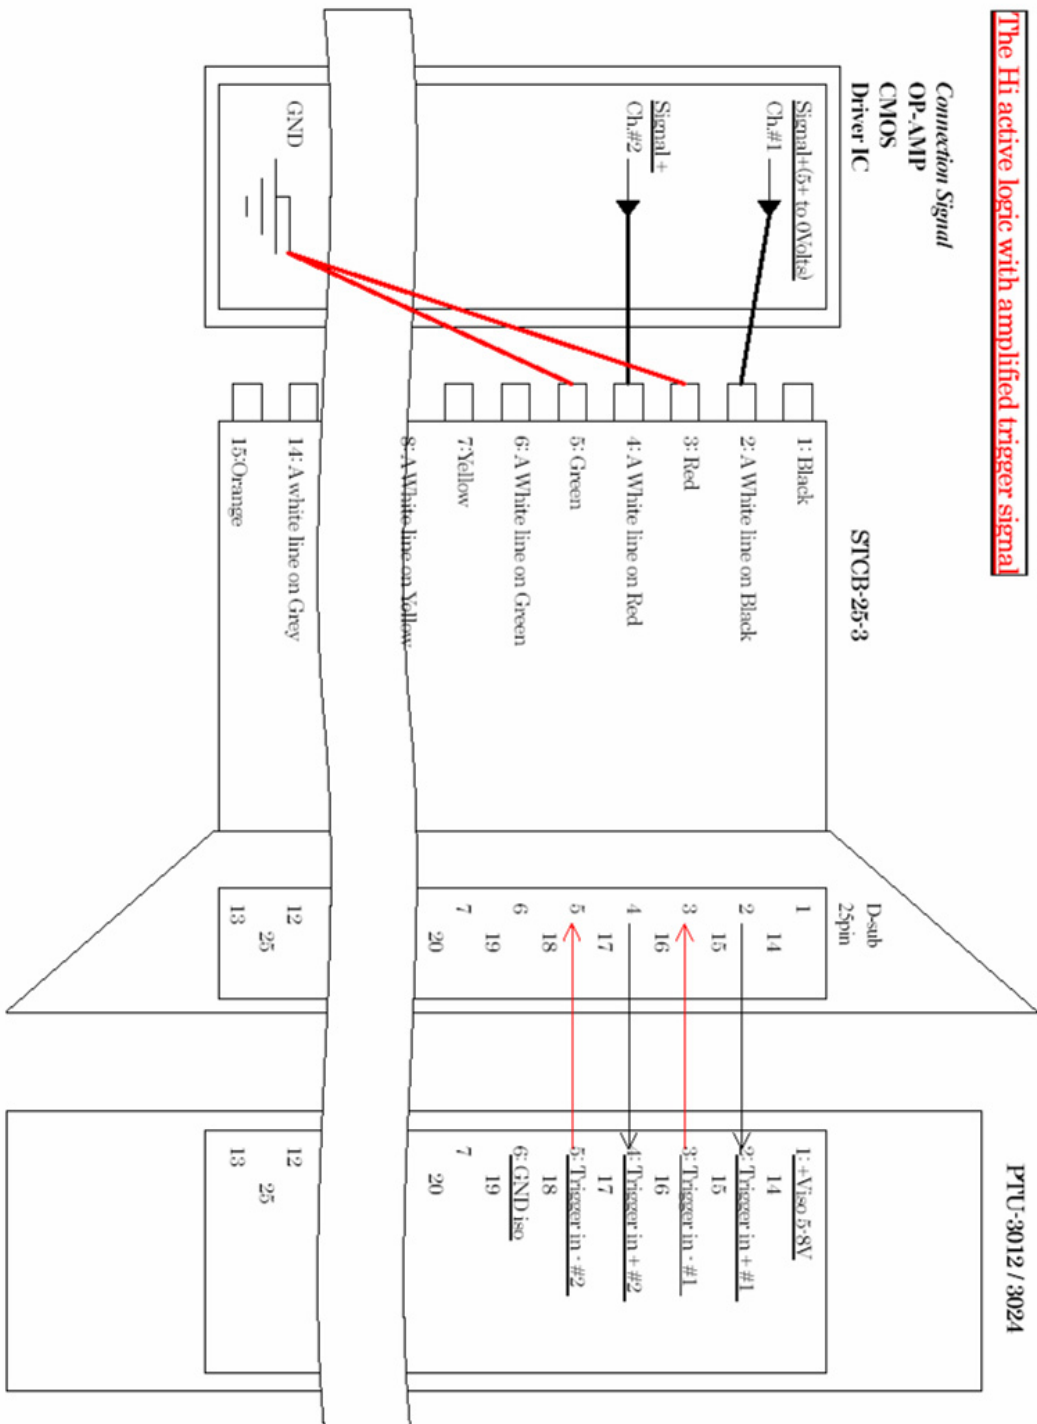 The Hi active logic with amplified trigger signal
Connection Signal
OP-AMP
CMOS
Driver IC
Signal+(5+ to 0Volts)
Ch.#1
Signal +
Ch.#2
GND
STCB-25-3
1: Black
2: A White line on Black
3: Red
4: A White line on Red
5: Green
6: A White line on Green
7:Yellow
8: A White line on Yellow
14: A white line on Grey
15:Orange
D-sub
25pin
1
14
2
15
3
16
4
17
5
18
6
19
7
20
12
25
13
PTU-3012 / 3024
1: +Viso 5-8V
14
2: Trigger in + #1
15
3: Trigger in - #1
16
4: Trigger in + #2
17
5: Trigger in - #2
18
6: GND iso
19
7
20
12
25
13